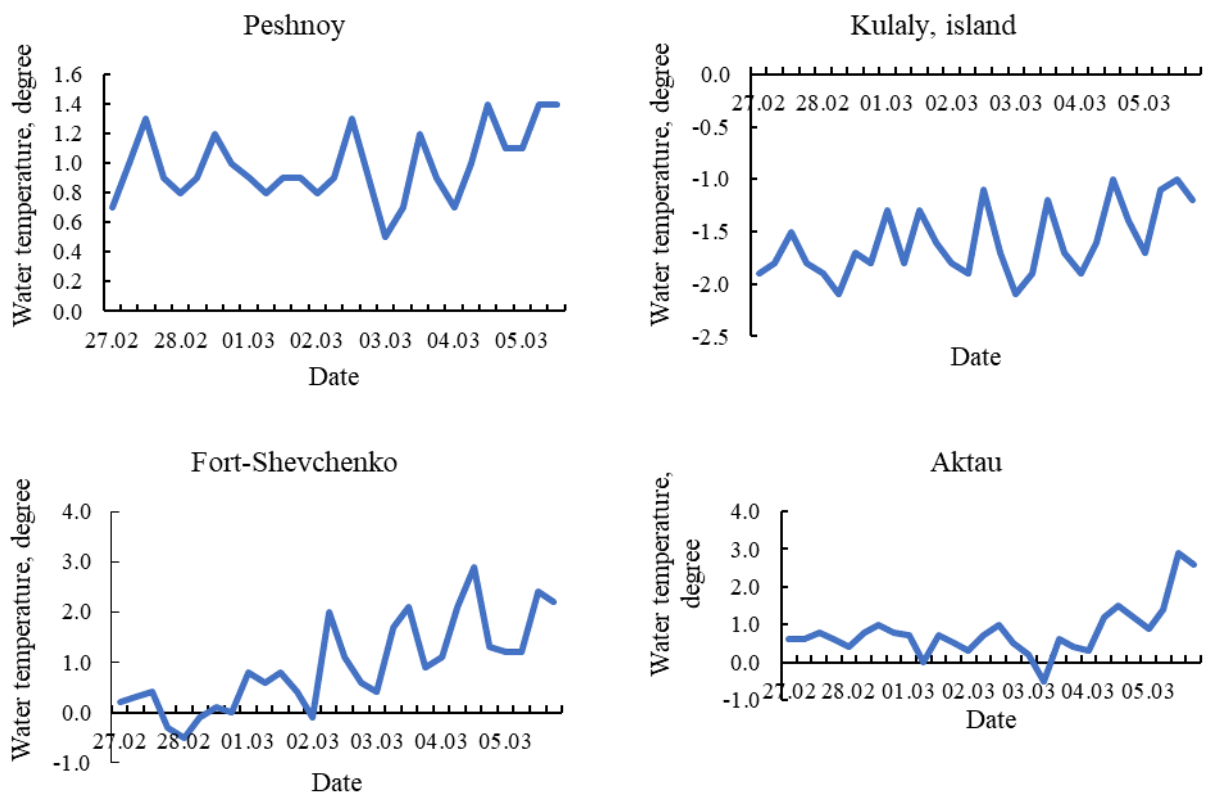 Peshnoy
Water temperature, degree
1.6
1.4
1.2
1.0
0.8
0.6
0.4
0.2
0.0
27.02 28.02 01.03 02.03 03.03 04.03 05.03
Date
Kulaly, island
Water temperature, degree
0.0
27.02 28.02 01.03 02.03 03.03 04.03 05.03
-0.5
-1.0
-1.5
-2.0
-2.5
Date
Fort-Shevchenko
Water temperature, degree
4.0
3.0
2.0
1.0
0.0
27.02 28.02 01.03 02.03 03.03 04.03 05.03
-1.0
Date
Aktau
Water temperature,
degree
4.0
3.0
2.0
1.0
0.0
-1.0
27.02 28.02 01.03 02.03 03.03 04.03 05.03
Date